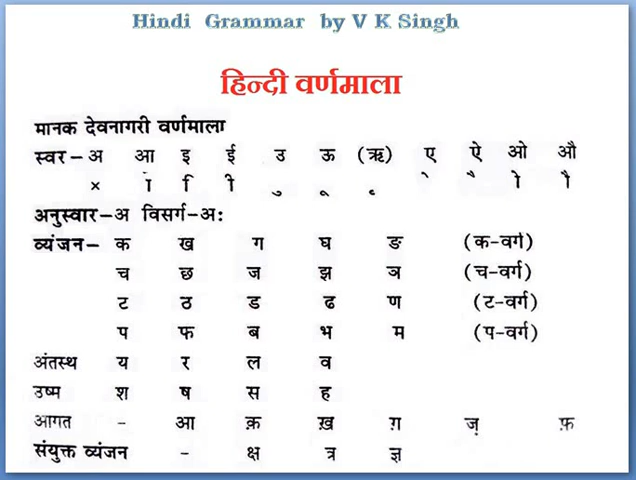 Hindi Grammar by V K Singh
हिन्दी वर्णमाला
मानक देवनागरी वर्णमाला
स्वर – अ आ इ ई उ ऊ (ऋ) ए ऐ ओ औ
× ा ि ी ु ू ृ े ै ो ौ
अनुस्वार – अ विसर्ग – अ:
व्यंजन – क ख ग घ ङ (क-वर्ग)
च छ ज झ ञ (च-वर्ग)
ट ठ ड ढ ण (ट-वर्ग)
प फ ब भ म (प-वर्ग)
अंतस्थ य र ल व
उष्म श ष स ह
आगत - आ क़ ख़ ग़ ज़ फ़
संयुक्त व्यंजन - क्ष त्र ज्ञ